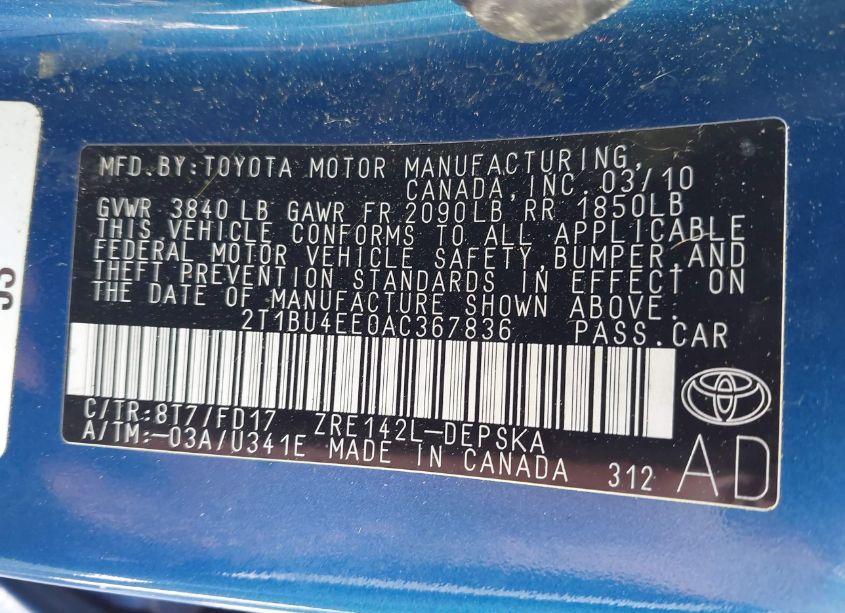 MFD.BY:TOYOTA MOTOR MANUFACTURING,
CANADA,INC. 03/10
GVWR 3840 LB GAWR FR 2090LB RR 1850LB
THIS VEHICLE CONFORMS TO ALL APPLICABLE
FEDERAL MOTOR VEHICLE SAFETY,BUMPER,AND
THEFT PREVENTION STANDARDS IN EFFECT ON
THE DATE OF MANUFACTURE SHOWN ABOVE.
2T1BU4EE0AC367836 PASS.CAR
C/TR:8T7/FD17 ZRE142L-DEPSKA
A/TM:-03A/U341E MADE IN CANADA 312 AD